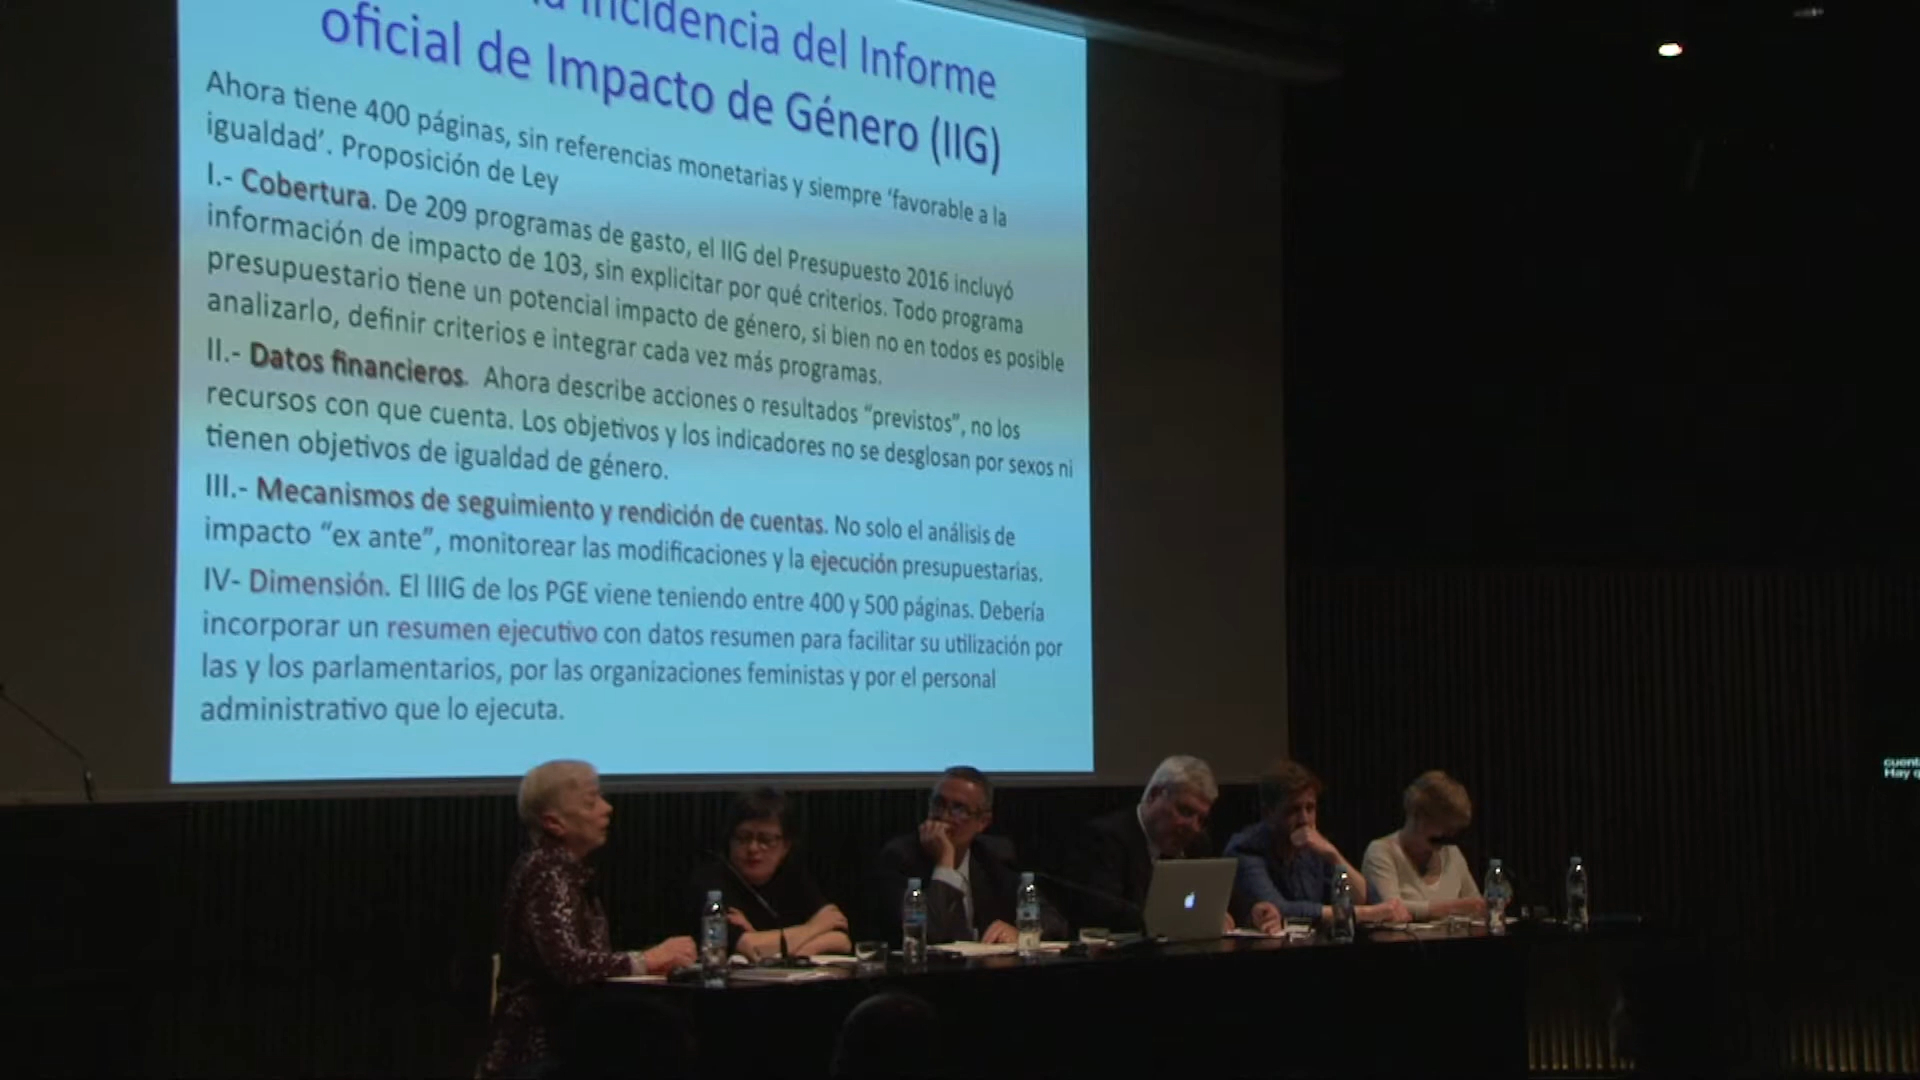 la incidencia del Informe
oficial de Impacto de Género (IIG)
Ahora tiene 400 páginas, sin referencias monetarias y siempre ‘favorable a la
igualdad’. Proposición de Ley
I.- Cobertura. De 209 programas de gasto, el IIG del Presupuesto 2016 incluyó
información de impacto de 103, sin explicitar por qué criterios. Todo programa
presupuestario tiene un potencial impacto de género, si bien no en todos es posible
analizarlo, definir criterios e integrar cada vez más programas.
II.- Datos financieros. Ahora describe acciones o resultados “previstos”, no los
recursos con que cuenta. Los objetivos y los indicadores no se desglosan por sexos ni
tienen objetivos de igualdad de género.
III.- Mecanismos de seguimiento y rendición de cuentas. No solo el análisis de
impacto “ex ante”, monitorear las modificaciones y la ejecución presupuestarias.
IV- Dimensión. El IIIG de los PGE viene teniendo entre 400 y 500 páginas. Debería
incorporar un resumen ejecutivo con datos resumen para facilitar su utilización por
las y los parlamentarios, por las organizaciones feministas y por el personal
administrativo que lo ejecuta.
Hay